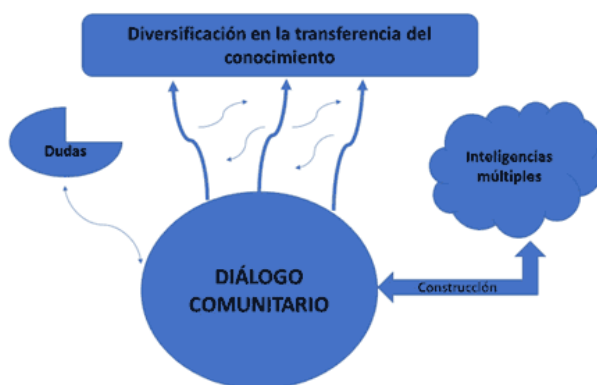 Diversificación en la transferencia del
conocimiento
Dudas
Inteligencias
múltiples
DIÁLOGO
COMUNITARIO
Construcción